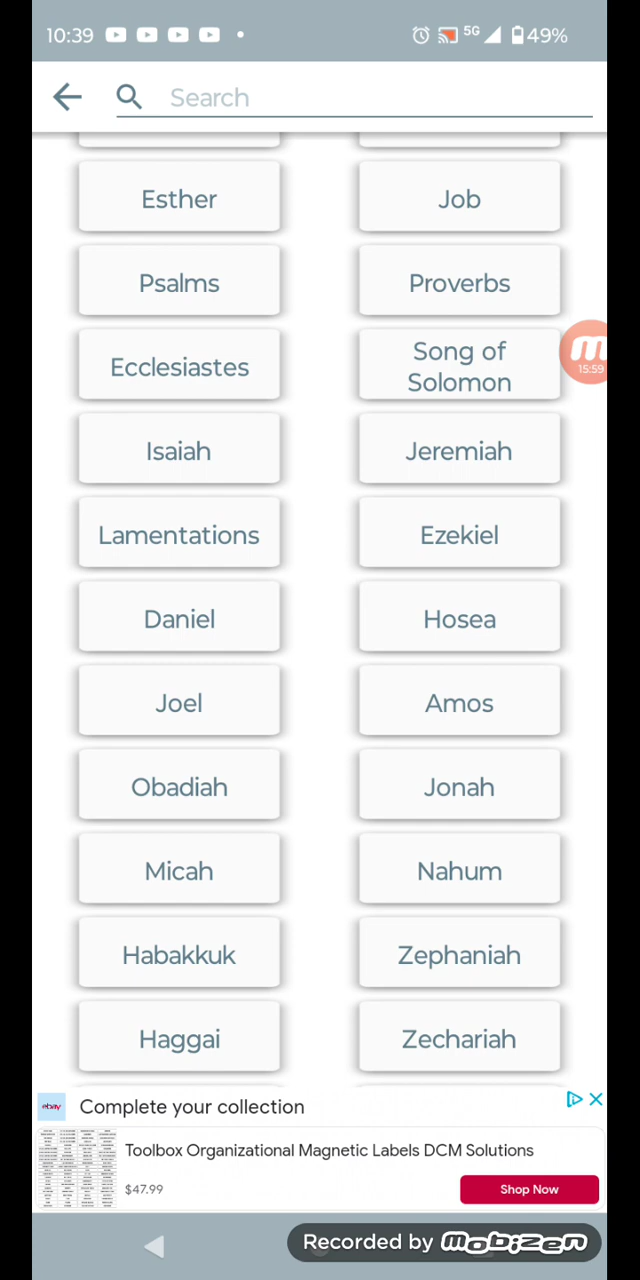 10:39
5G
49%
Search
Esther
Job
Psalms
Proverbs
Ecclesiastes
Song of
Solomon
15:59
Isaiah
Jeremiah
Lamentations
Ezekiel
Daniel
Hosea
Joel
Amos
Obadiah
Jonah
Micah
Nahum
Habakkuk
Zephaniah
Haggai
Zechariah
ebay
Complete your collection
Toolbox Organizational Magnetic Labels DCM Solutions
$47.99
Shop Now
Recorded by mobizen